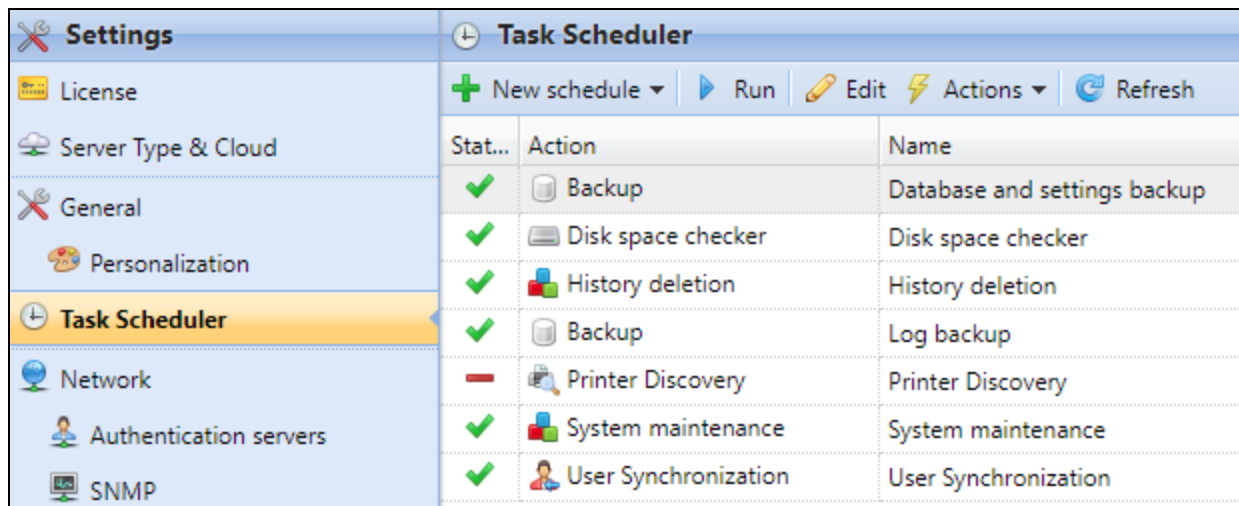 Settings
License
Server Type & Cloud
General
Personalization
Task Scheduler
Network
Authentication servers
SNMP
Task Scheduler
New schedule Run Edit Actions Refresh
Stat... Action Name
Backup Database and settings backup
Disk space checker Disk space checker
History deletion History deletion
Backup Log backup
Printer Discovery Printer Discovery
System maintenance System maintenance
User Synchronization User Synchronization